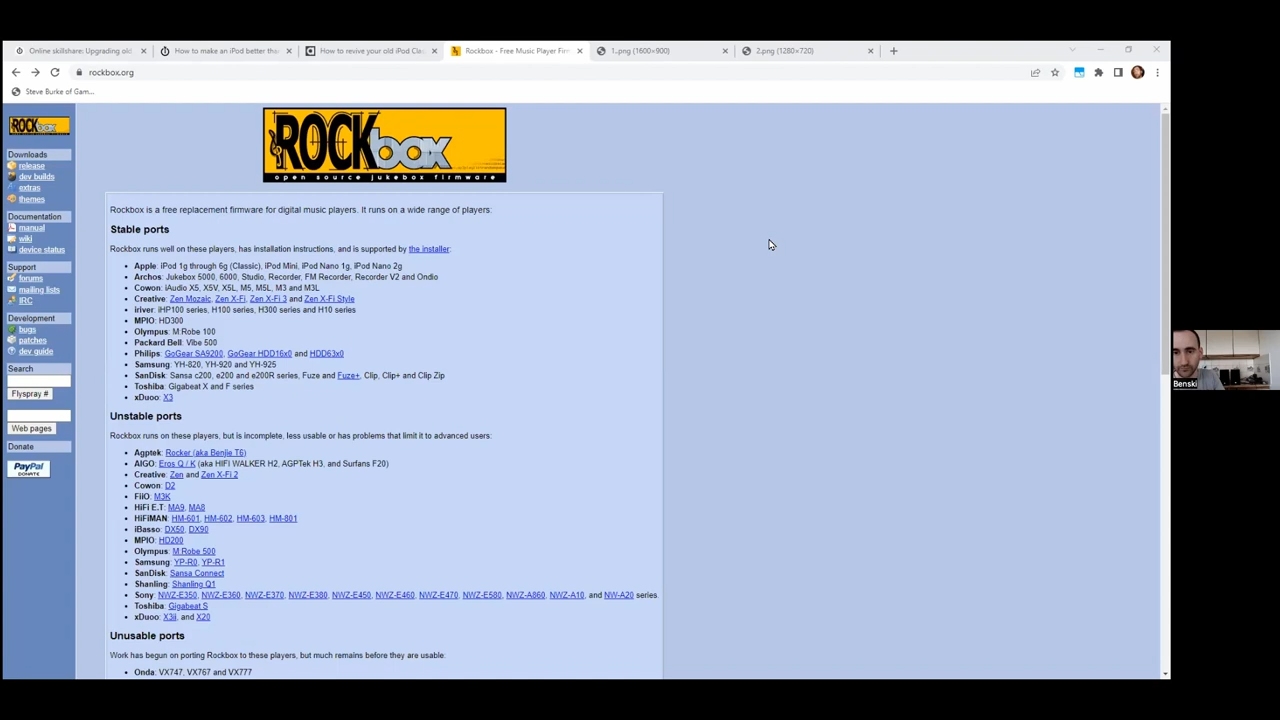 Online skillshare: Upgrading old
How to make an iPod better tha
How to revive your old iPod Clas
Rockbox - Free Music Player Firm
1.png (1600×900)
2.png (1280×720)
rockbox.org
Steve Burke of Gam...
ROCKbox
open source jukebox firmware
ROCKbox
Downloads
release
dev builds
extras
themes
Documentation
manual
wiki
device status
Support
forums
mailing lists
IRC
Development
bugs
patches
dev guide
Search
Flyspray #
Web pages
Donate
PayPal
DONATE
Rockbox is a free replacement firmware for digital music players. It runs on a wide range of players:
Stable ports
Rockbox runs well on these players, has installation instructions, and is supported by the installer:
• Apple: iPod 1g through 6g (Classic), iPod Mini, iPod Nano 1g, iPod Nano 2g
• Archos: Jukebox 5000, 6000, Studio, Recorder, FM Recorder, Recorder V2 and Ondio
• Cowon: iAudio X5, X5V, X5L, M5, M5L, M3 and M3L
• Creative: Zen Mozaic, Zen X-Fi, Zen X-Fi 3 and Zen X-Fi Style
• iriver: iHP100 series, H100 series, H300 series and H10 series
• MPIO: HD300
• Olympus: M:Robe 100
• Packard Bell: Vibe 500
• Philips: GoGear SA9200, GoGear HDD16x0 and HDD63x0
• Samsung: YH-820, YH-920 and YH-925
• SanDisk: Sansa c200, e200 and e200R series, Fuze and Fuze+, Clip, Clip+ and Clip Zip
• Toshiba: Gigabeat X and F series
• xDuoo: X3
Unstable ports
Rockbox runs on these players, but is incomplete, less usable or has problems that limit it to advanced users:
• Agptek: Rocker (aka Benjie T6)
• AIGO: Eros Q / K (aka HIFI WALKER H2, AGPTek H3, and Surfans F20)
• Creative: Zen and Zen X-Fi 2
• Cowon: D2
• FiiO: M3K
• HiFi E.T: MA9, MA8
• HiFiMAN: HM-601, HM-602, HM-603, HM-801
• iBasso: DX50, DX90
• MPIO: HD200
• Olympus: M:Robe 500
• Samsung: YP-R0, YP-R1
• SanDisk: Sansa Connect
• Shanling: Shanling Q1
• Sony: NWZ-E350, NWZ-E360, NWZ-E370, NWZ-E380, NWZ-E450, NWZ-E460, NWZ-E470, NWZ-E580, NWZ-A860, NWZ-A10, and NW-A20 series.
• Toshiba: Gigabeat S
• xDuoo: X3ii, and X20
Unusable ports
Work has begun on porting Rockbox to these players, but much remains before they are usable:
• Onda: VX747, VX767 and VX777
Benski